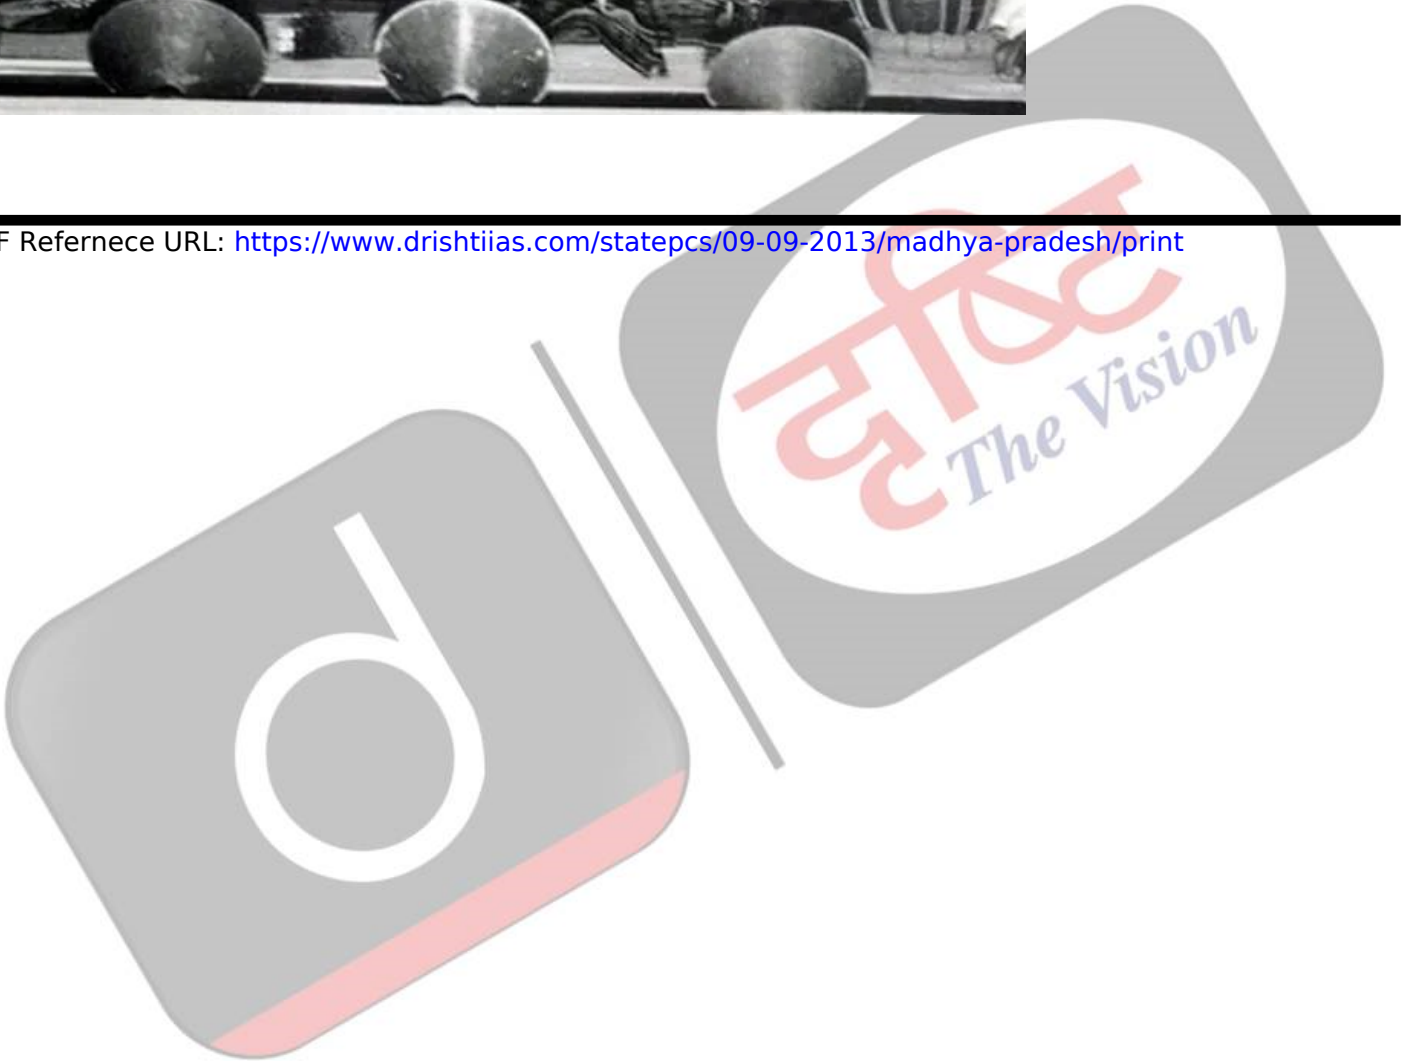 F Refernece URL: https://www.drishtiias.com/statepcs/09-09-2013/madhya-pradesh/print
दृष्टि
The Vision
d